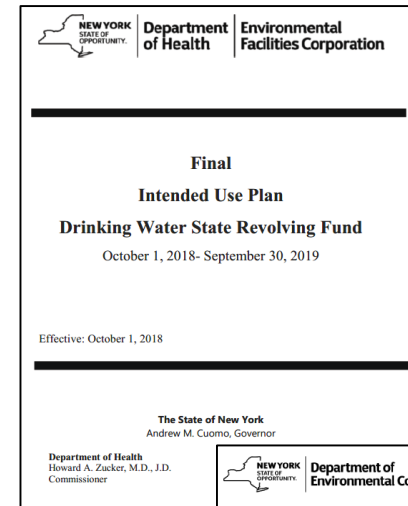 NEW YORK
STATE OF
OPPORTUNITY.
Department
of Health
Environmental
Facilities Corporation
Final
Intended Use Plan
Drinking Water State Revolving Fund
October 1, 2018- September 30, 2019
Effective: October 1, 2018
The State of New York
Andrew M. Cuomo, Governor
Department of Health
Howard A. Zucker, M.D., J.D.
Commissioner
NEW YORK
STATE OF
OPPORTUNITY.
Department of
Environmental Co